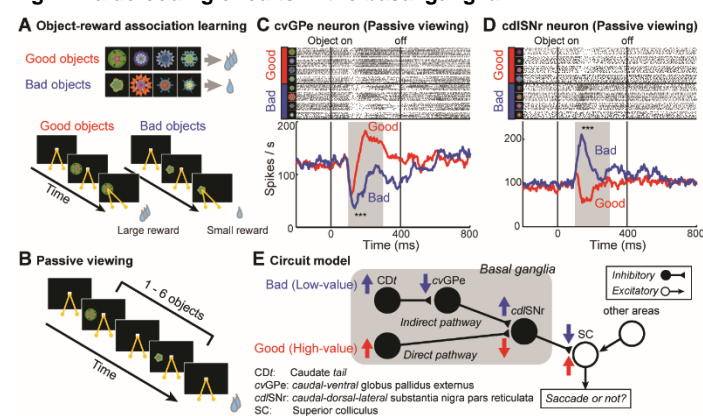 A Object-reward association learning
Good objects
Bad objects
Good objects
Bad objects
Time
Large reward
Small reward
B Passive viewing
1 - 6 objects
Time
C cvGPe neuron (Passive viewing)
Object on
off
Good
Bad
200
100
0
Spikes / s
Good
Bad
***
0
400
800
Time (ms)
D cdlSNr neuron (Passive viewing)
Object on
off
Good
Bad
200
100
0
***
Bad
Good
0
400
800
Time (ms)
E Circuit model
Basal ganglia
Inhibitory
Excitatory
Bad (Low-value)
CDt
cvGPe
Indirect pathway
cdlSNr
SC
other areas
Good (High-value)
Direct pathway
Saccade or not?
CDt: Caudate tail
cvGPe: caudal-ventral globus pallidus externus
cdlSNr: caudal-dorsal-lateral substantia nigra pars reticulata
SC: Superior colliculus